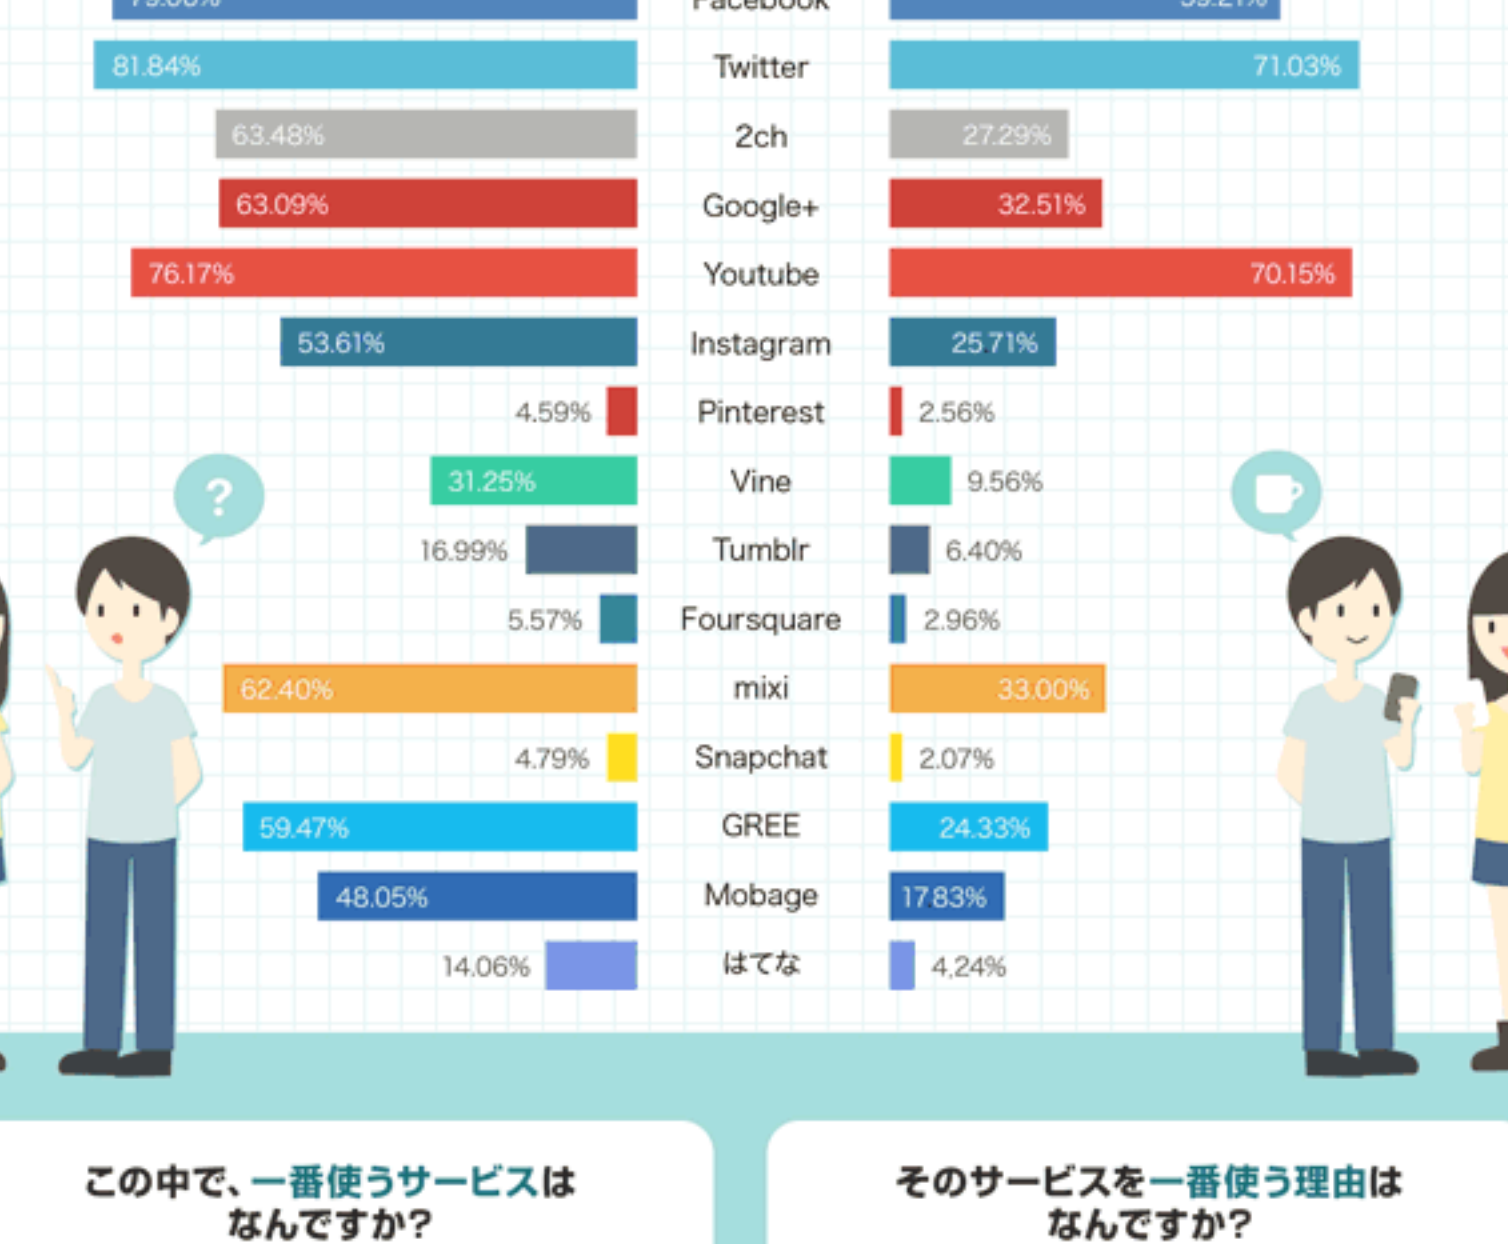 Facebook
81.84% Twitter 71.03%
63.48% 2ch 27.29%
63.09% Google+ 32.51%
76.17% Youtube 70.15%
53.61% Instagram 25.71%
4.59% Pinterest 2.56%
31.25% Vine 9.56%
16.99% Tumblr 6.40%
5.57% Foursquare 2.96%
62.40% mixi 33.00%
4.79% Snapchat 2.07%
59.47% GREE 24.33%
48.05% Mobage 17.83%
14.06% はてな 4,24%
?
この中で、一番使うサービスは
なんですか?
そのサービスを一番使う理由は
なんですか?